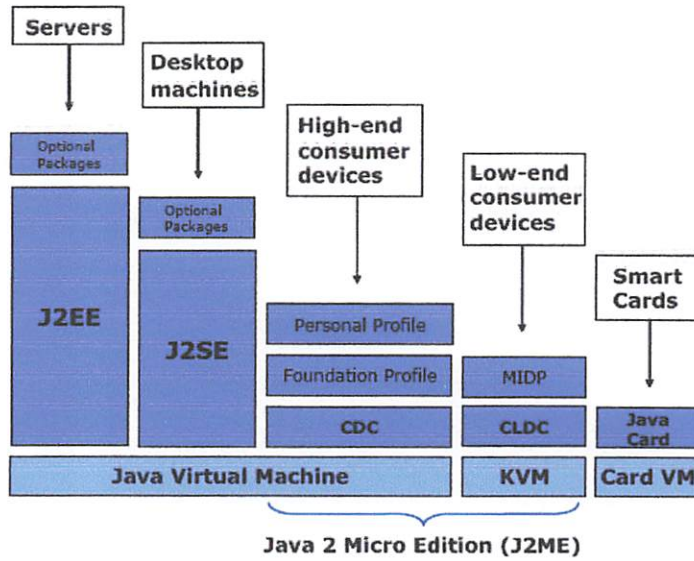 Servers
Desktop
machines
High-end
consumer
devices
Low-end
consumer
devices
Smart
Cards
Optional
Packages
Optional
Packages
J2EE
J2SE
Personal Profile
Foundation Profile
MIDP
CDC
CLDC
Java
Card
Java Virtual Machine
KVM
Card VM
Java 2 Micro Edition (J2ME)